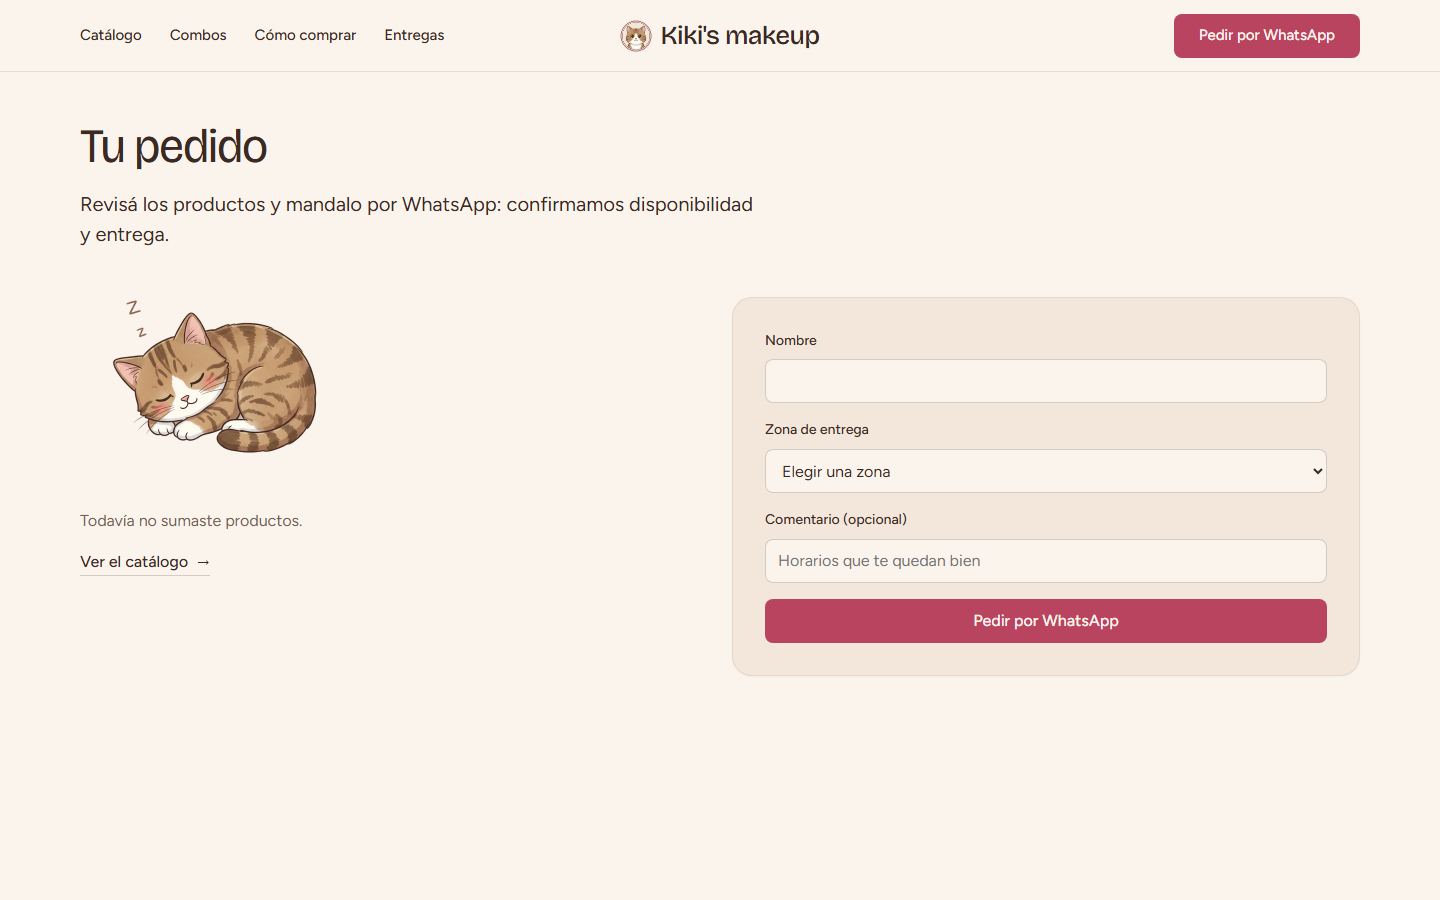 Catálogo Combos Cómo comprar Entregas Kiki's makeup Pedir por WhatsApp
Tu pedido
Revisá los productos y mandalo por WhatsApp: confirmamos disponibilidad
y entrega.
Z
z
Todavía no sumaste productos.
Ver el catálogo →
Nombre
Zona de entrega
Elegir una zona
Comentario (opcional)
Horarios que te quedan bien
Pedir por WhatsApp